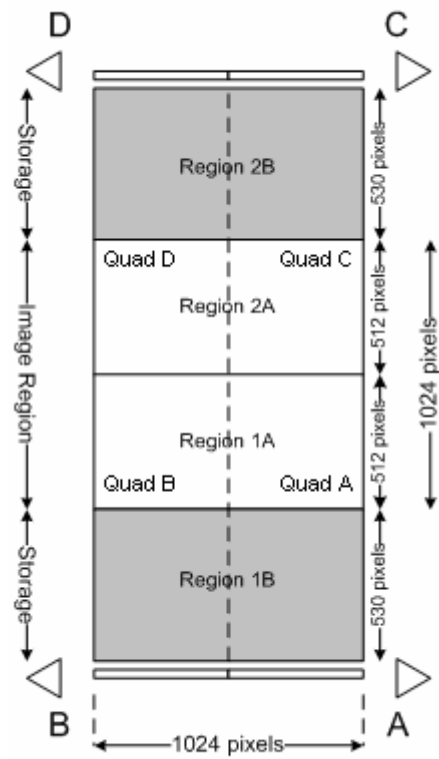 D
C
Storage
530 pixels
Region 2B
Quad D
Quad C
Region 2A
512 pixels
Image Region
1024 pixels
Region 1A
512 pixels
Quad B
Quad A
Storage
530 pixels
Region 1B
B
A
1024 pixels